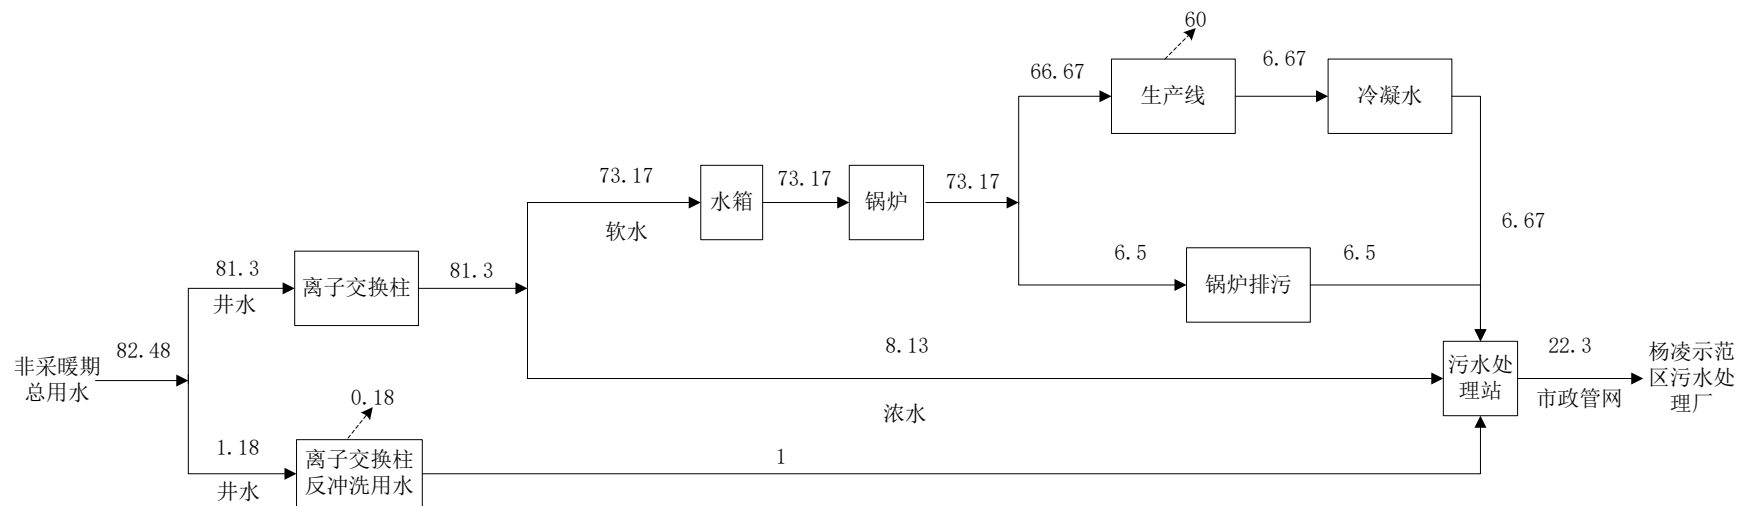 60
66.67
生产线
6.67
冷凝水
73.17
水箱
73.17
锅炉
73.17
软水
6.67
6.5
锅炉排污
6.5
81.3
离子交换柱
81.3
井水
非采暖期
总用水
82.48
8.13
浓水
污水处
理站
22.3
市政管网
杨凌示范
区污水处
理厂
0.18
1.18
井水
离子交换柱
反冲洗用水
1